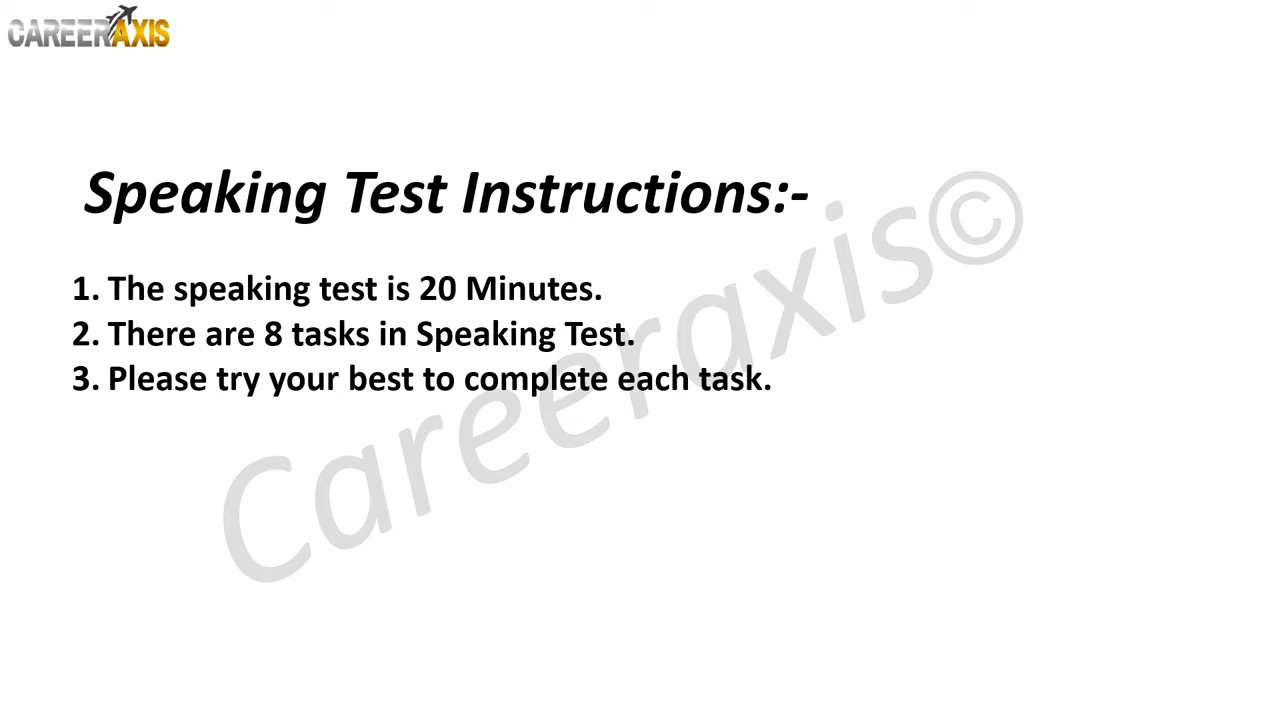 CAREERAXIS
Speaking Test Instructions:-
1. The speaking test is 20 Minutes.
2. There are 8 tasks in Speaking Test.
3. Please try your best to complete each task.
Careeraxis©